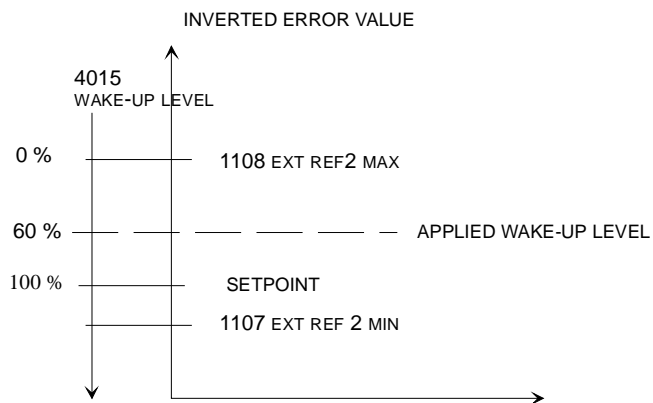 INVERTED ERROR VALUE
4015
WAKE-UP LEVEL
0 %
1108 EXT REF2 MAX
60 %
APPLIED WAKE-UP LEVEL
100 %
SETPOINT
1107 EXT REF 2 MIN